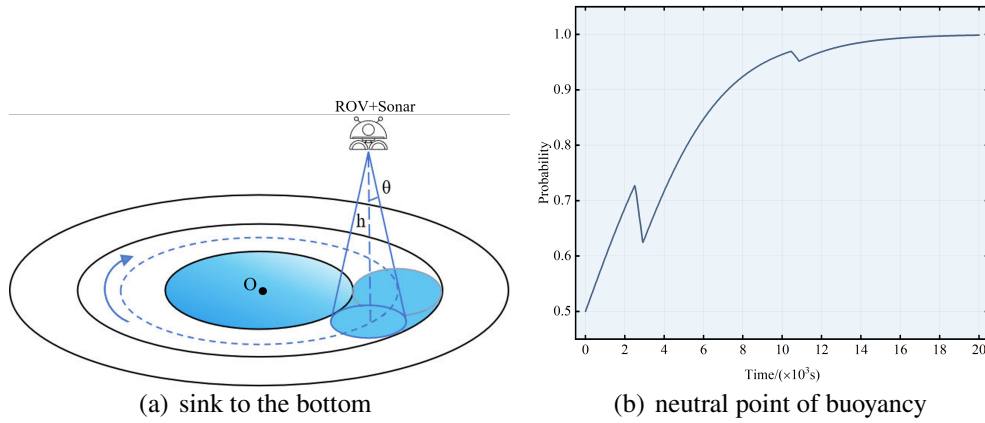 ROV+Sonar
θ
h
O
(a) sink to the bottom
Probability
1.0
0.9
0.8
0.7
0.6
0.5
0 2 4 6 8 10 12 14 16 18 20
Time/(×10³s)
(b) neutral point of buoyancy